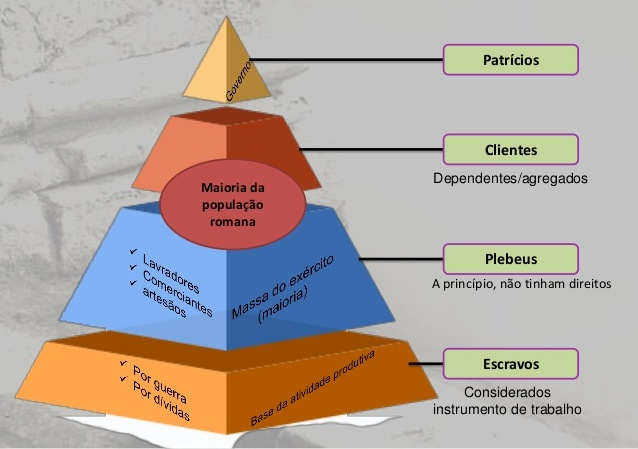 Governo
Patrícios
Clientes
Dependentes/agregados
Maioria da
população
romana
✓ Lavradores
✓ Comerciantes
✓ artesãos
Massa do exército
(maioria)
Plebeus
A princípio, não tinham direitos
✓ Por guerra
✓ Por dívidas
Base da atividade produtiva
Escravos
Considerados
instrumento de trabalho